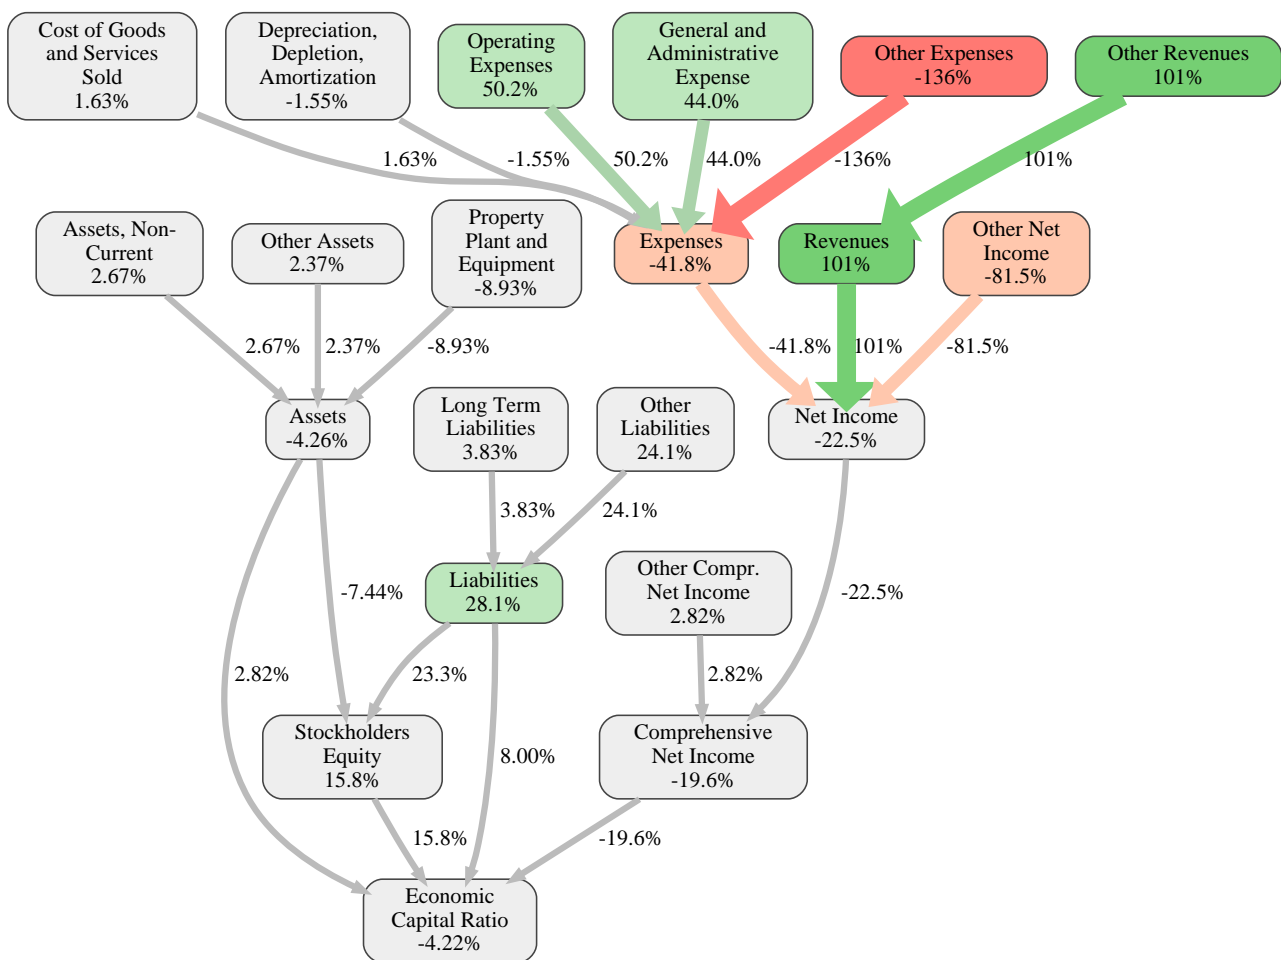 Cost of Goods
and Services
Sold
1.63%
Depreciation,
Depletion,
Amortization
-1.55%
Operating
Expenses
50.2%
General and
Administrative
Expense
44.0%
Other Expenses
-136%
Other Revenues
101%
1.63%
-1.55%
50.2%
44.0%
-136%
101%
Assets, Non-
Current
2.67%
Other Assets
2.37%
Property
Plant and
Equipment
-8.93%
Expenses
-41.8%
Revenues
101%
Other Net
Income
-81.5%
2.67%
2.37%
-8.93%
-41.8%
101%
-81.5%
Assets
-4.26%
Long Term
Liabilities
3.83%
Other
Liabilities
24.1%
Net Income
-22.5%
3.83%
24.1%
Liabilities
28.1%
Other Compr.
Net Income
2.82%
-7.44%
-22.5%
2.82%
23.3%
2.82%
Stockholders
Equity
15.8%
8.00%
Comprehensive
Net Income
-19.6%
15.8%
-19.6%
Economic
Capital Ratio
-4.22%